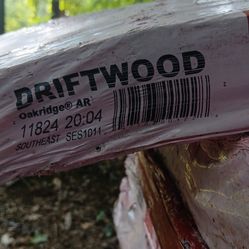 DRIFTWOOD
Oakridge® AR
11824 20:04
SOUTHEAST SES1011